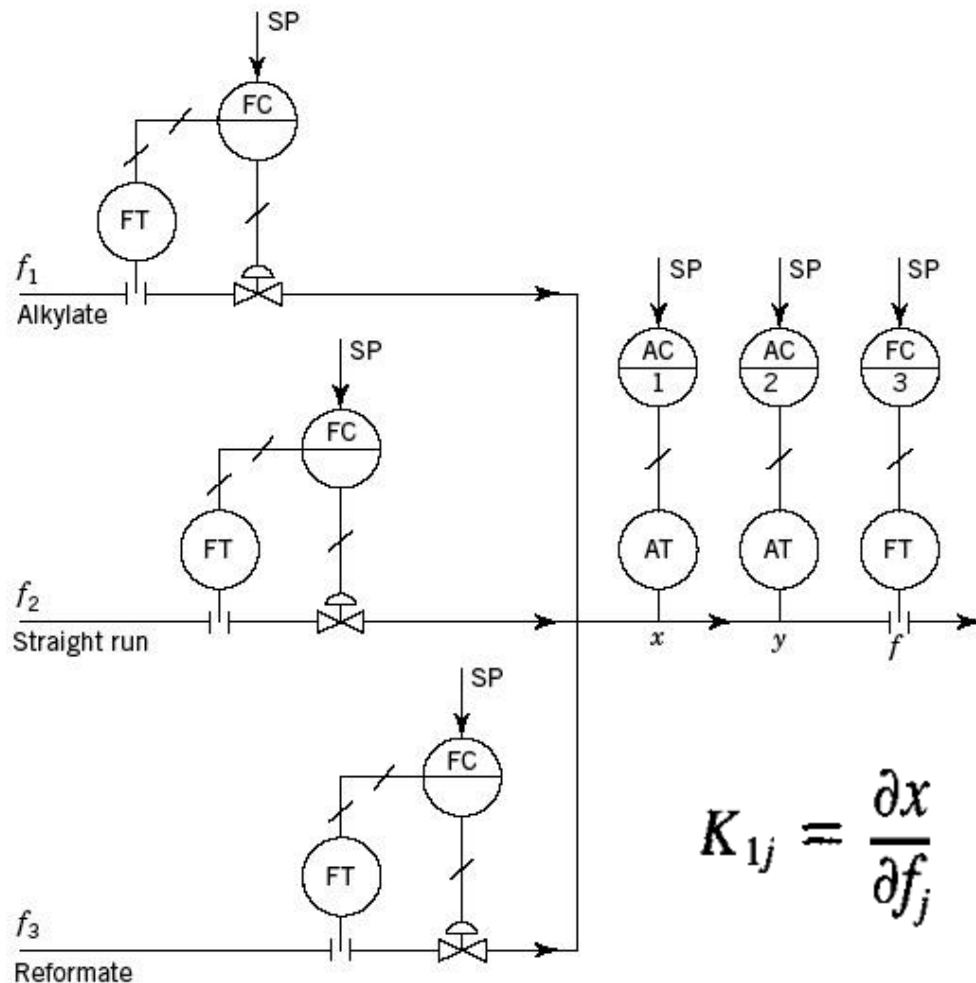 SP
FC
FT
f₁
Alkylate
SP
FC
FT
f₂
Straight run
SP
FC
FT
f₃
Reformate
SP SP SP
AC AC FC
1 2 3
AT AT FT
x y f
K₁ⱼ = ∂x/∂fⱼ